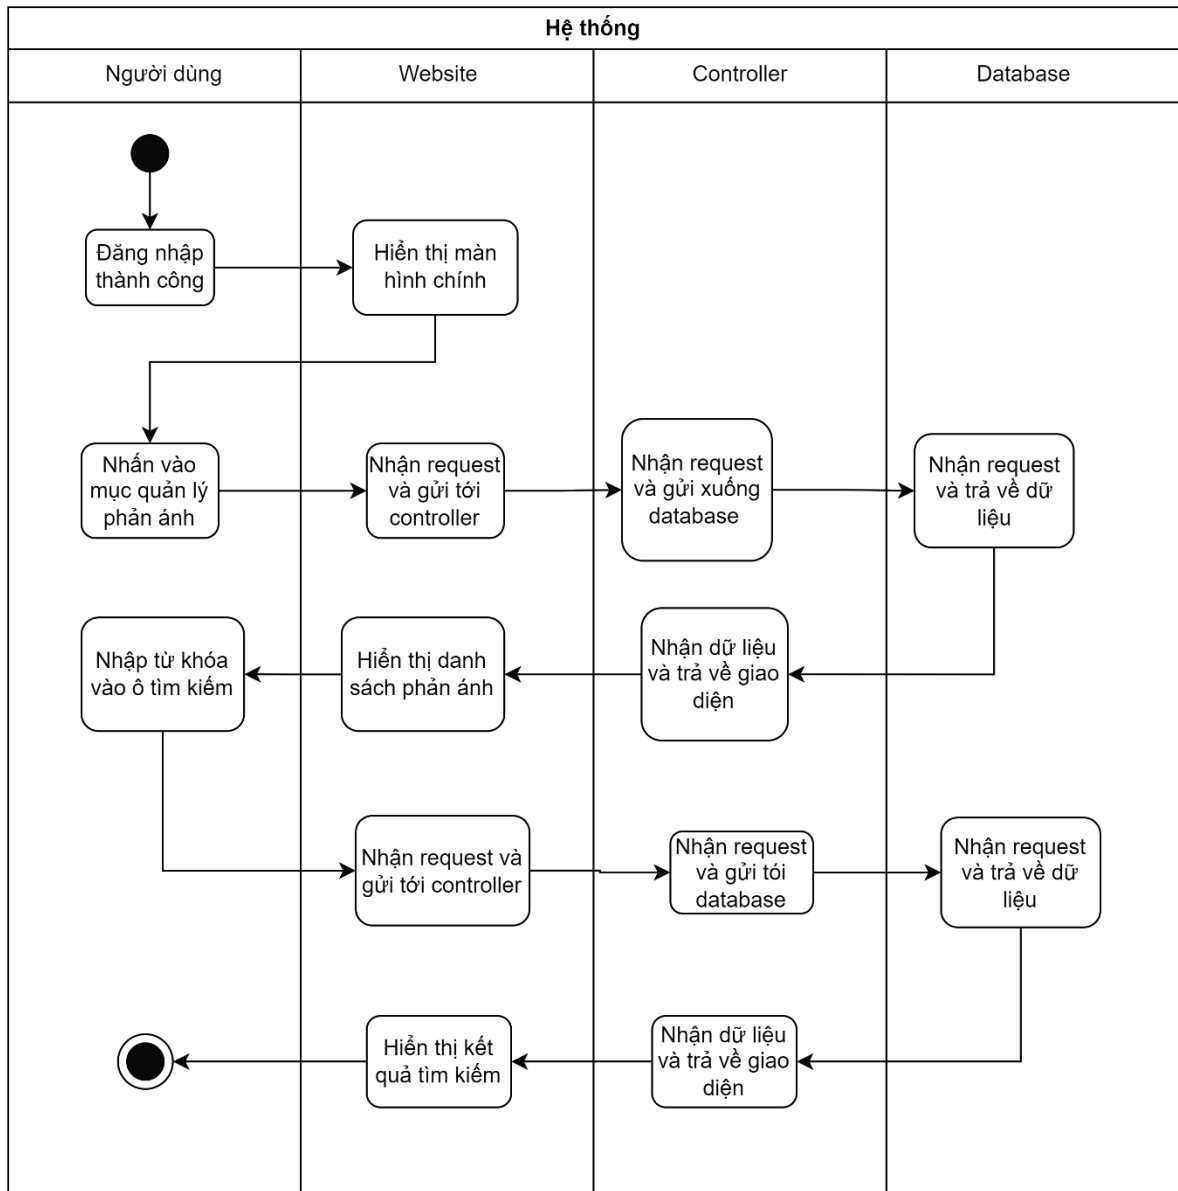 Hệ thống
Người dùng
Website
Controller
Database
Đăng nhập
thành công
Hiển thị màn
hình chính
Nhấn vào
mục quản lý
phản ánh
Nhận request
và gửi tới
controller
Nhận request
và gửi xuống
database
Nhận request
và trả về dữ
liệu
Nhập từ khóa
vào ô tìm kiếm
Hiển thị danh
sách phản ánh
Nhận dữ liệu
và trả về giao
diện
Nhận request và
gửi tới controller
Nhận request
và gửi tói
database
Nhận request
và trả về dữ
liệu
Hiển thị kết
quả tìm kiếm
Nhận dữ liệu
và trả về giao
diện